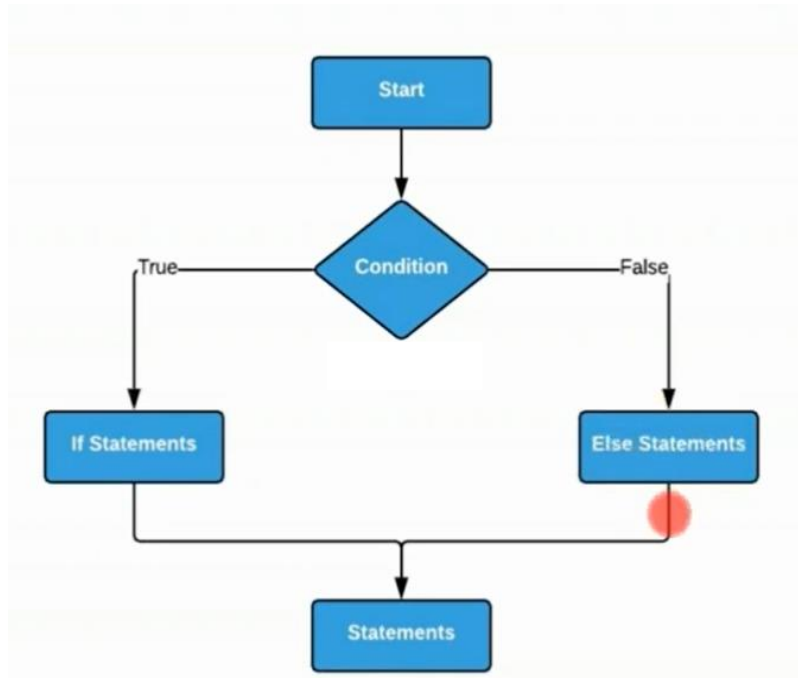 Start
Condition
True
False
If Statements
Else Statements
Statements